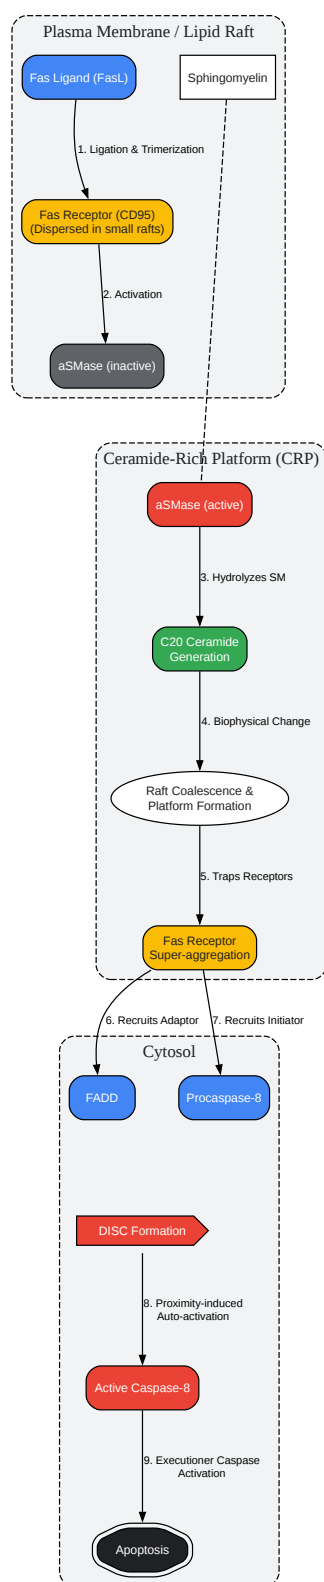 Plasma Membrane / Lipid Raft
Fas Ligand (FasL)
Sphingomyelin
1. Ligation & Trimerization
Fas Receptor (CD95)
(Dispersed in small rafts)
2. Activation
aSMase (inactive)
Ceramide-Rich Platform (CRP)
aSMase (active)
3. Hydrolyzes SM
C20 Ceramide
Generation
4. Biophysical Change
Raft Coalescence &
Platform Formation
5. Traps Receptors
Fas Receptor
Super-aggregation
6. Recruits Adaptor
7. Recruits Initiator
Cytosol
FADD
Procaspase-8
DISC Formation
8. Proximity-induced
Auto-activation
Active Caspase-8
9. Executioner Caspase
Activation
Apoptosis